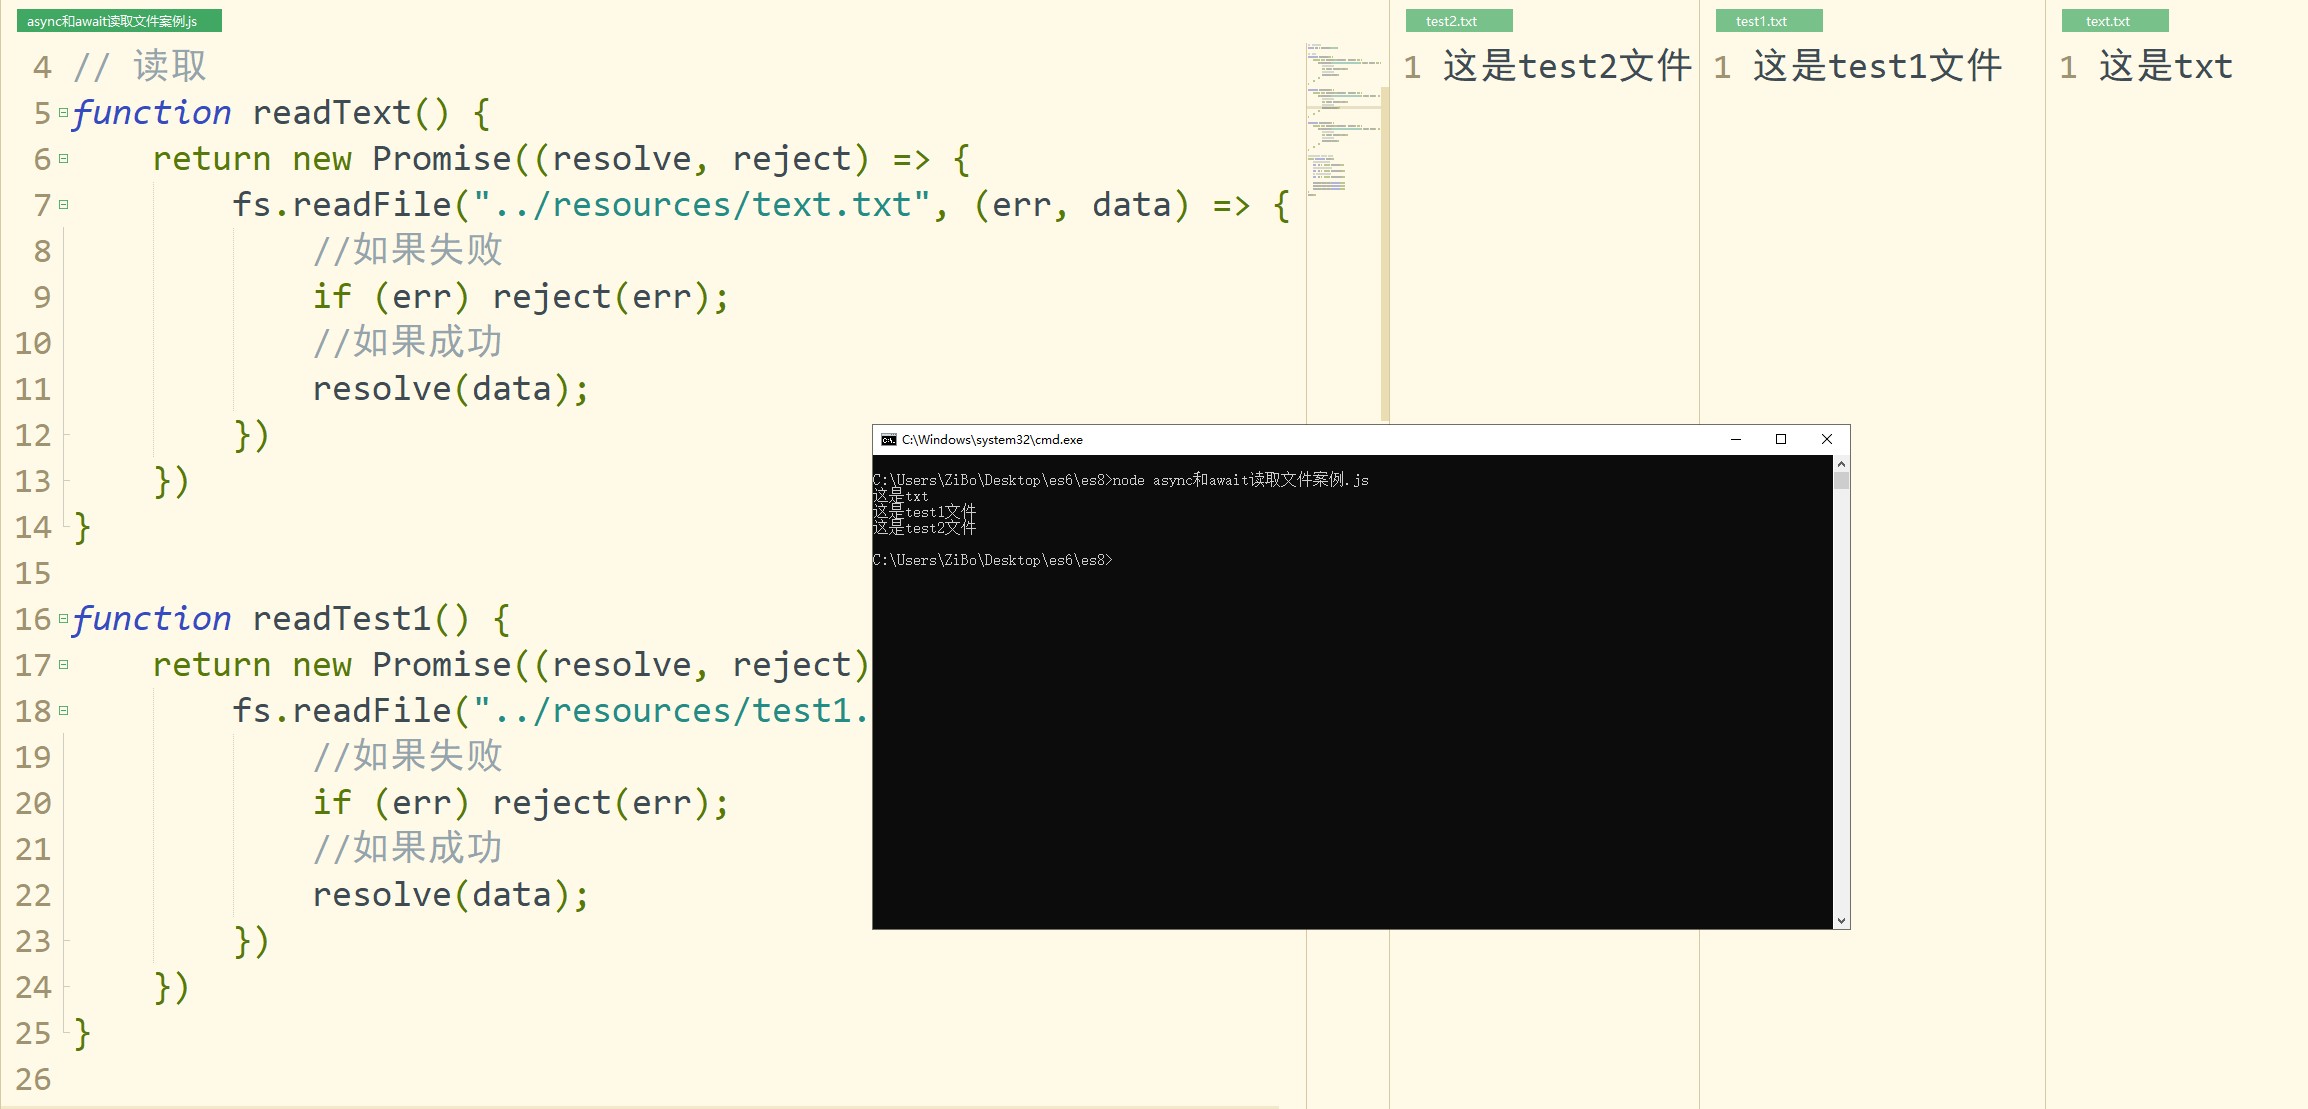 async和await读取文件案例.js
4 // 读取
5 function readText() {
6 return new Promise((resolve, reject) => {
7 fs.readFile("../resources/text.txt", (err, data) => {
8 //如果失败
9 if (err) reject(err);
10 //如果成功
11 resolve(data);
12 })
13 })
14 }
15
16 function readTest1() {
17 return new Promise((resolve, reject)
18 fs.readFile("../resources/test1.
19 //如果失败
20 if (err) reject(err);
21 //如果成功
22 resolve(data);
23 })
24 })
25 }
26
test2.txt
1 这是test2文件
test1.txt
1 这是test1文件
text.txt
1 这是txt
C:\Windows\system32\cmd.exe
C:\Users\ZiBo\Desktop\es6\es8>node async和await读取文件案例.js
这是txt
这是test1文件
这是test2文件
C:\Users\ZiBo\Desktop\es6\es8>